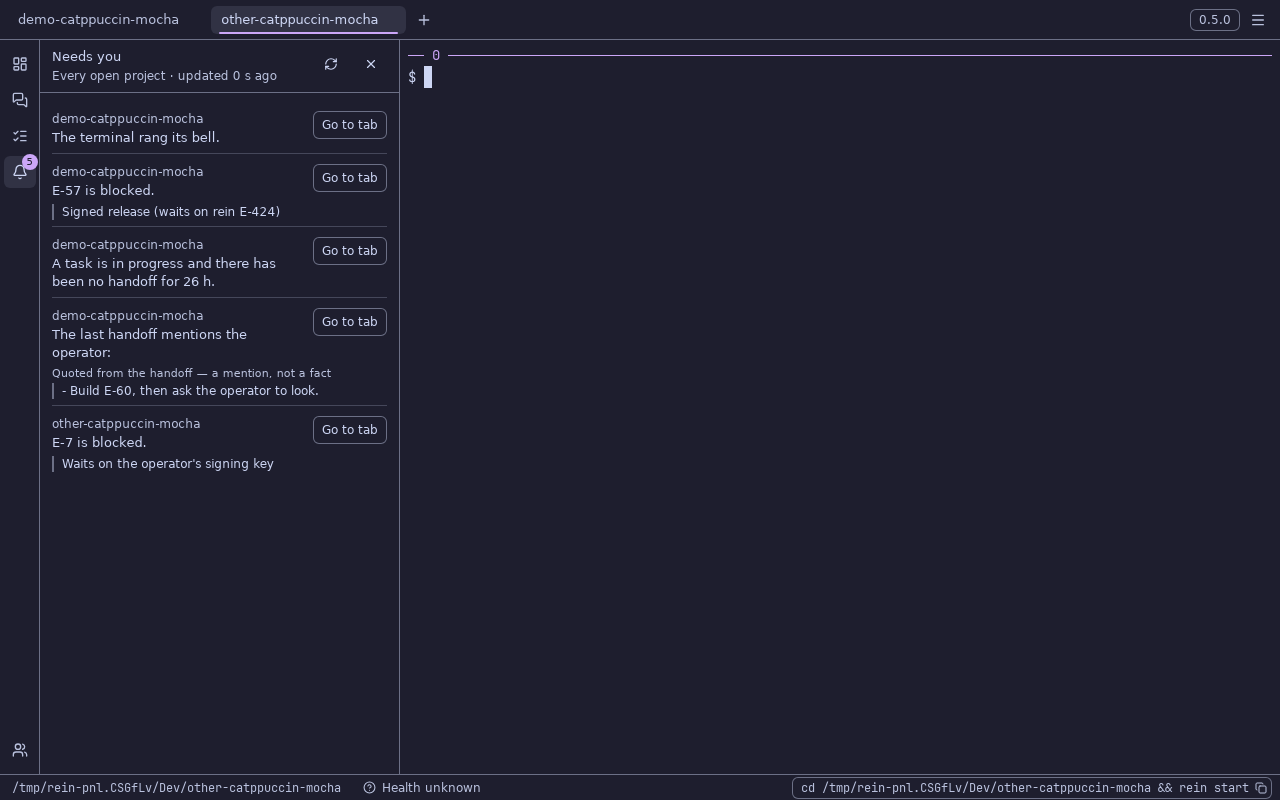 demo-catppuccin-mocha
other-catppuccin-mocha
0.5.0
Needs you
Every open project · updated 0 s ago
demo-catppuccin-mocha
The terminal rang its bell.
Go to tab
demo-catppuccin-mocha
E-57 is blocked.
Signed release (waits on rein E-424)
Go to tab
demo-catppuccin-mocha
A task is in progress and there has
been no handoff for 26 h.
Go to tab
demo-catppuccin-mocha
The last handoff mentions the
operator:
Go to tab
Quoted from the handoff — a mention, not a fact
- Build E-60, then ask the operator to look.
other-catppuccin-mocha
E-7 is blocked.
Go to tab
Waits on the operator's signing key
5
0
$
/tmp/rein-pnl.CSGfLv/Dev/other-catppuccin-mocha
Health unknown
cd /tmp/rein-pnl.CSGfLv/Dev/other-catppuccin-mocha && rein start